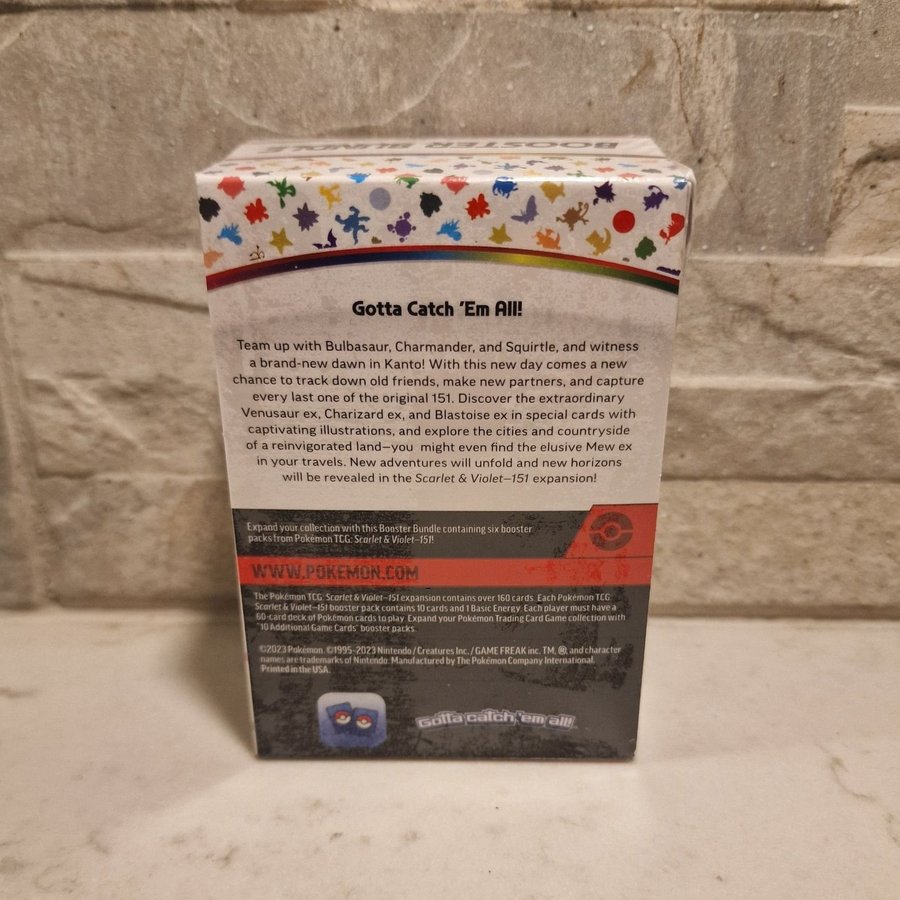 BOOSTER BUNDLE
Gotta Catch 'Em All!
Team up with Bulbasaur, Charmander, and Squirtle, and witness
a brand-new dawn in Kanto! With this new day comes a new
chance to track down old friends, make new partners, and capture
every last one of the original 151. Discover the extraordinary
Venusaur ex, Charizard ex, and Blastoise ex in special cards with
captivating illustrations, and explore the cities and countryside
of a reinvigorated land—you might even find the elusive Mew ex
in your travels. New adventures will unfold and new horizons
will be revealed in the Scarlet & Violet—151 expansion!
Expand your collection with this Booster Bundle containing six booster
packs from Pokémon TCG: Scarlet & Violet—151!
WWW.POKEMON.COM
The Pokémon TCG: Scarlet & Violet—151 expansion contains over 160 cards. Each Pokémon TCG:
Scarlet & Violet—151 booster pack contains 10 cards and 1 Basic Energy. Each player must have a
60-card deck of Pokémon cards to play. Expand your Pokémon Trading Card Game collection with
"10 Additional Game Cards" booster packs.
©2023 Pokémon. ©1995–2023 Nintendo / Creatures Inc. / GAME FREAK inc. TM, ®, and character
names are trademarks of Nintendo. Manufactured by The Pokémon Company International.
Printed in the USA.
Gotta catch 'em all!